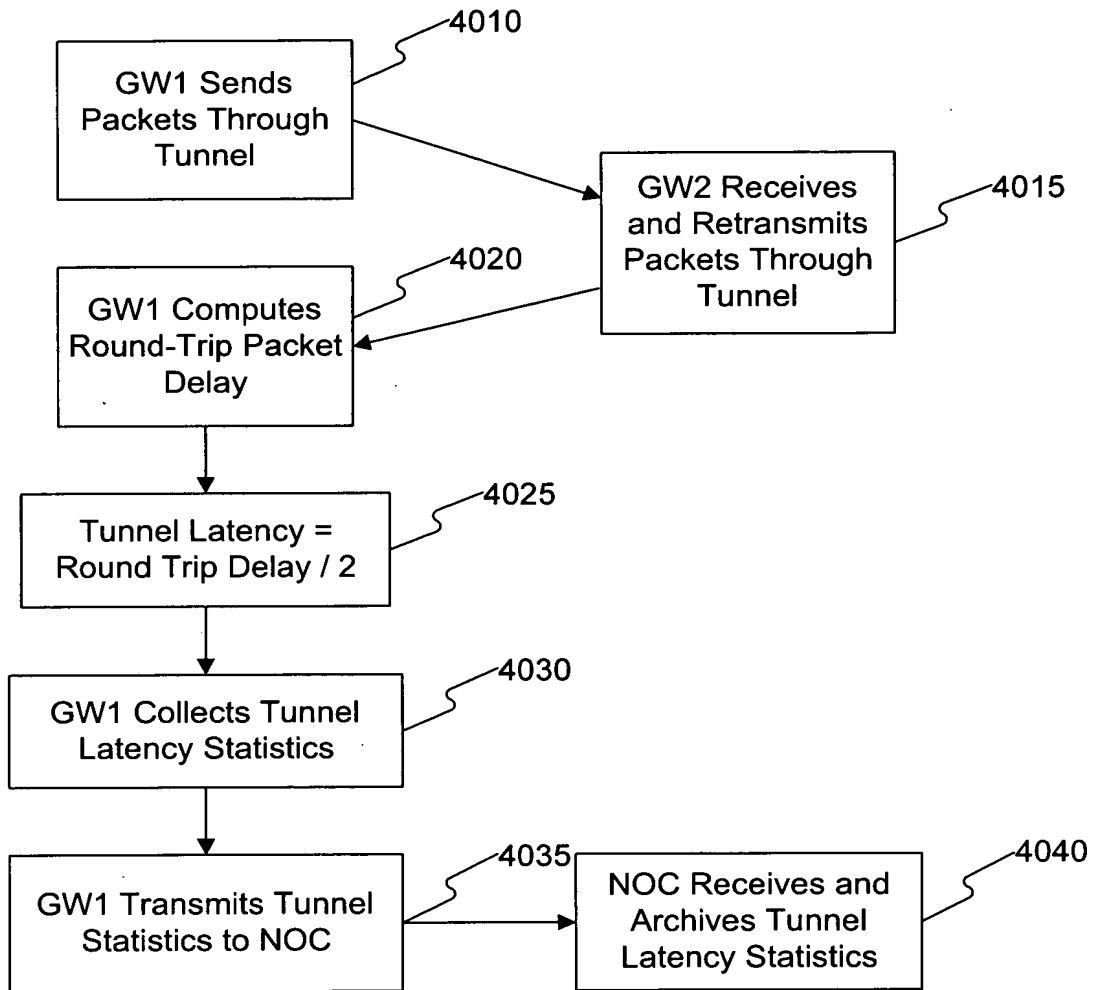 4010
GW1 Sends
Packets Through
Tunnel
GW2 Receives
and Retransmits
Packets Through
Tunnel
4015
4020
GW1 Computes
Round-Trip Packet
Delay
4025
Tunnel Latency =
Round Trip Delay / 2
4030
GW1 Collects Tunnel
Latency Statistics
4035
GW1 Transmits Tunnel
Statistics to NOC
4040
NOC Receives and
Archives Tunnel
Latency Statistics